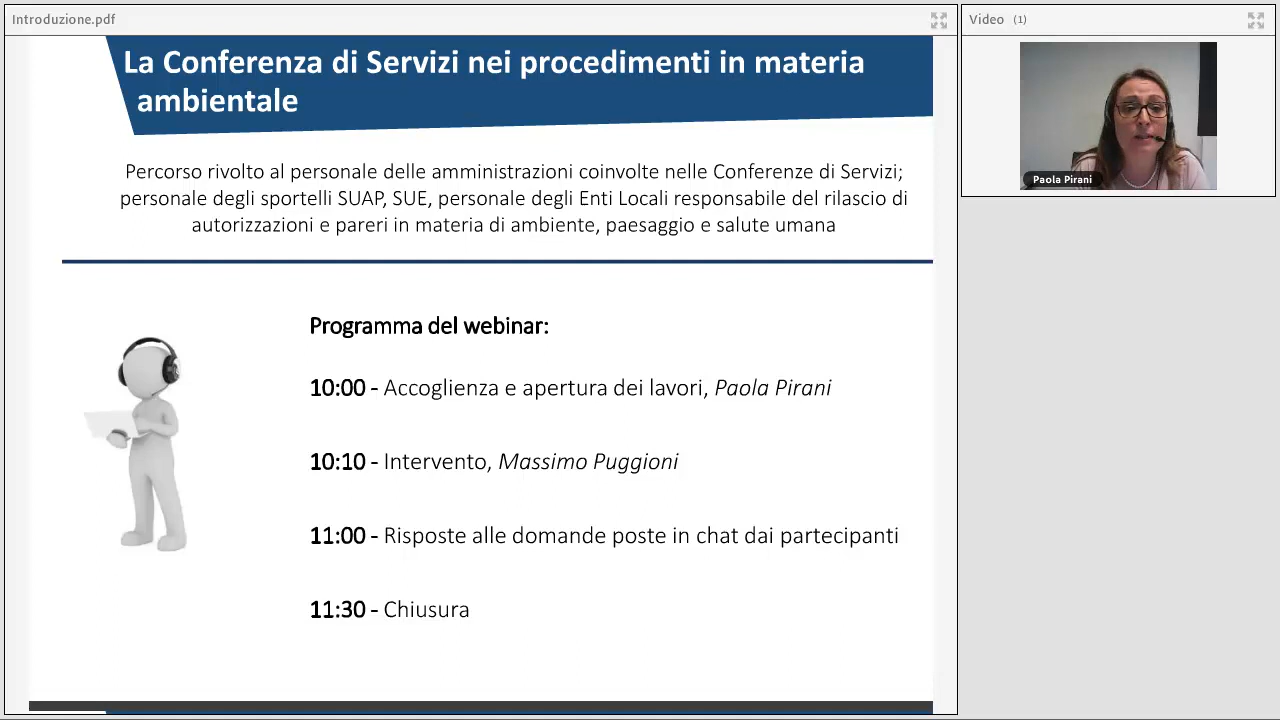 Introduzione.pdf
Video (1)
La Conferenza di Servizi nei procedimenti in materia
ambientale
Paola Pirani
Percorso rivolto al personale delle amministrazioni coinvolte nelle Conferenze di Servizi;
personale degli sportelli SUAP, SUE, personale degli Enti Locali responsabile del rilascio di
autorizzazioni e pareri in materia di ambiente, paesaggio e salute umana
Programma del webinar:
10:00 - Accoglienza e apertura dei lavori, Paola Pirani
10:10 - Intervento, Massimo Puggioni
11:00 - Risposte alle domande poste in chat dai partecipanti
11:30 - Chiusura